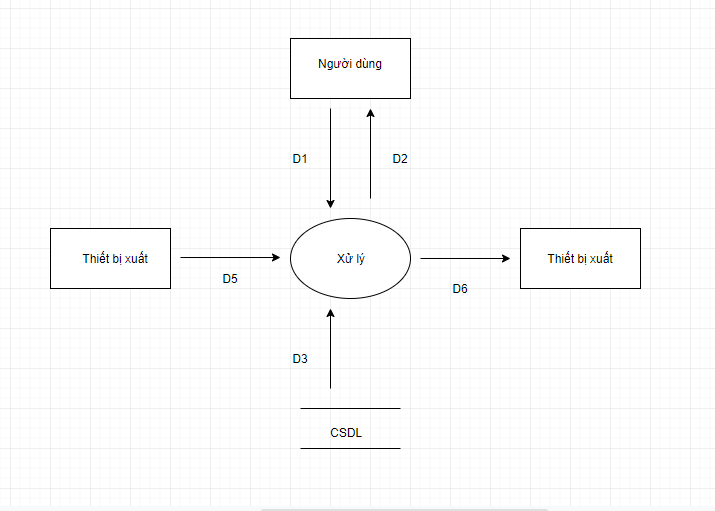 Người dùng
D1
D2
Thiết bị xuất
D5
Xử lý
D6
Thiết bị xuất
D3
CSDL